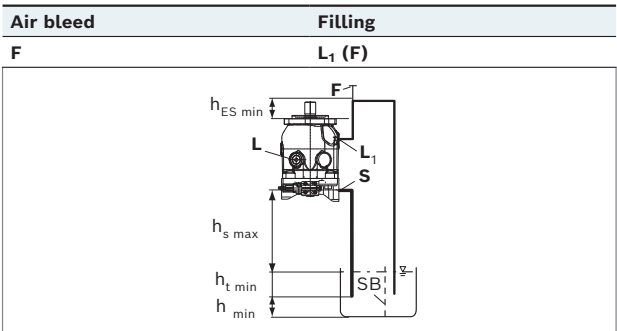 Air bleed Filling
F L₁ (F)
F
hES min
L
L₁
S
hs max
ht min
SB
h min